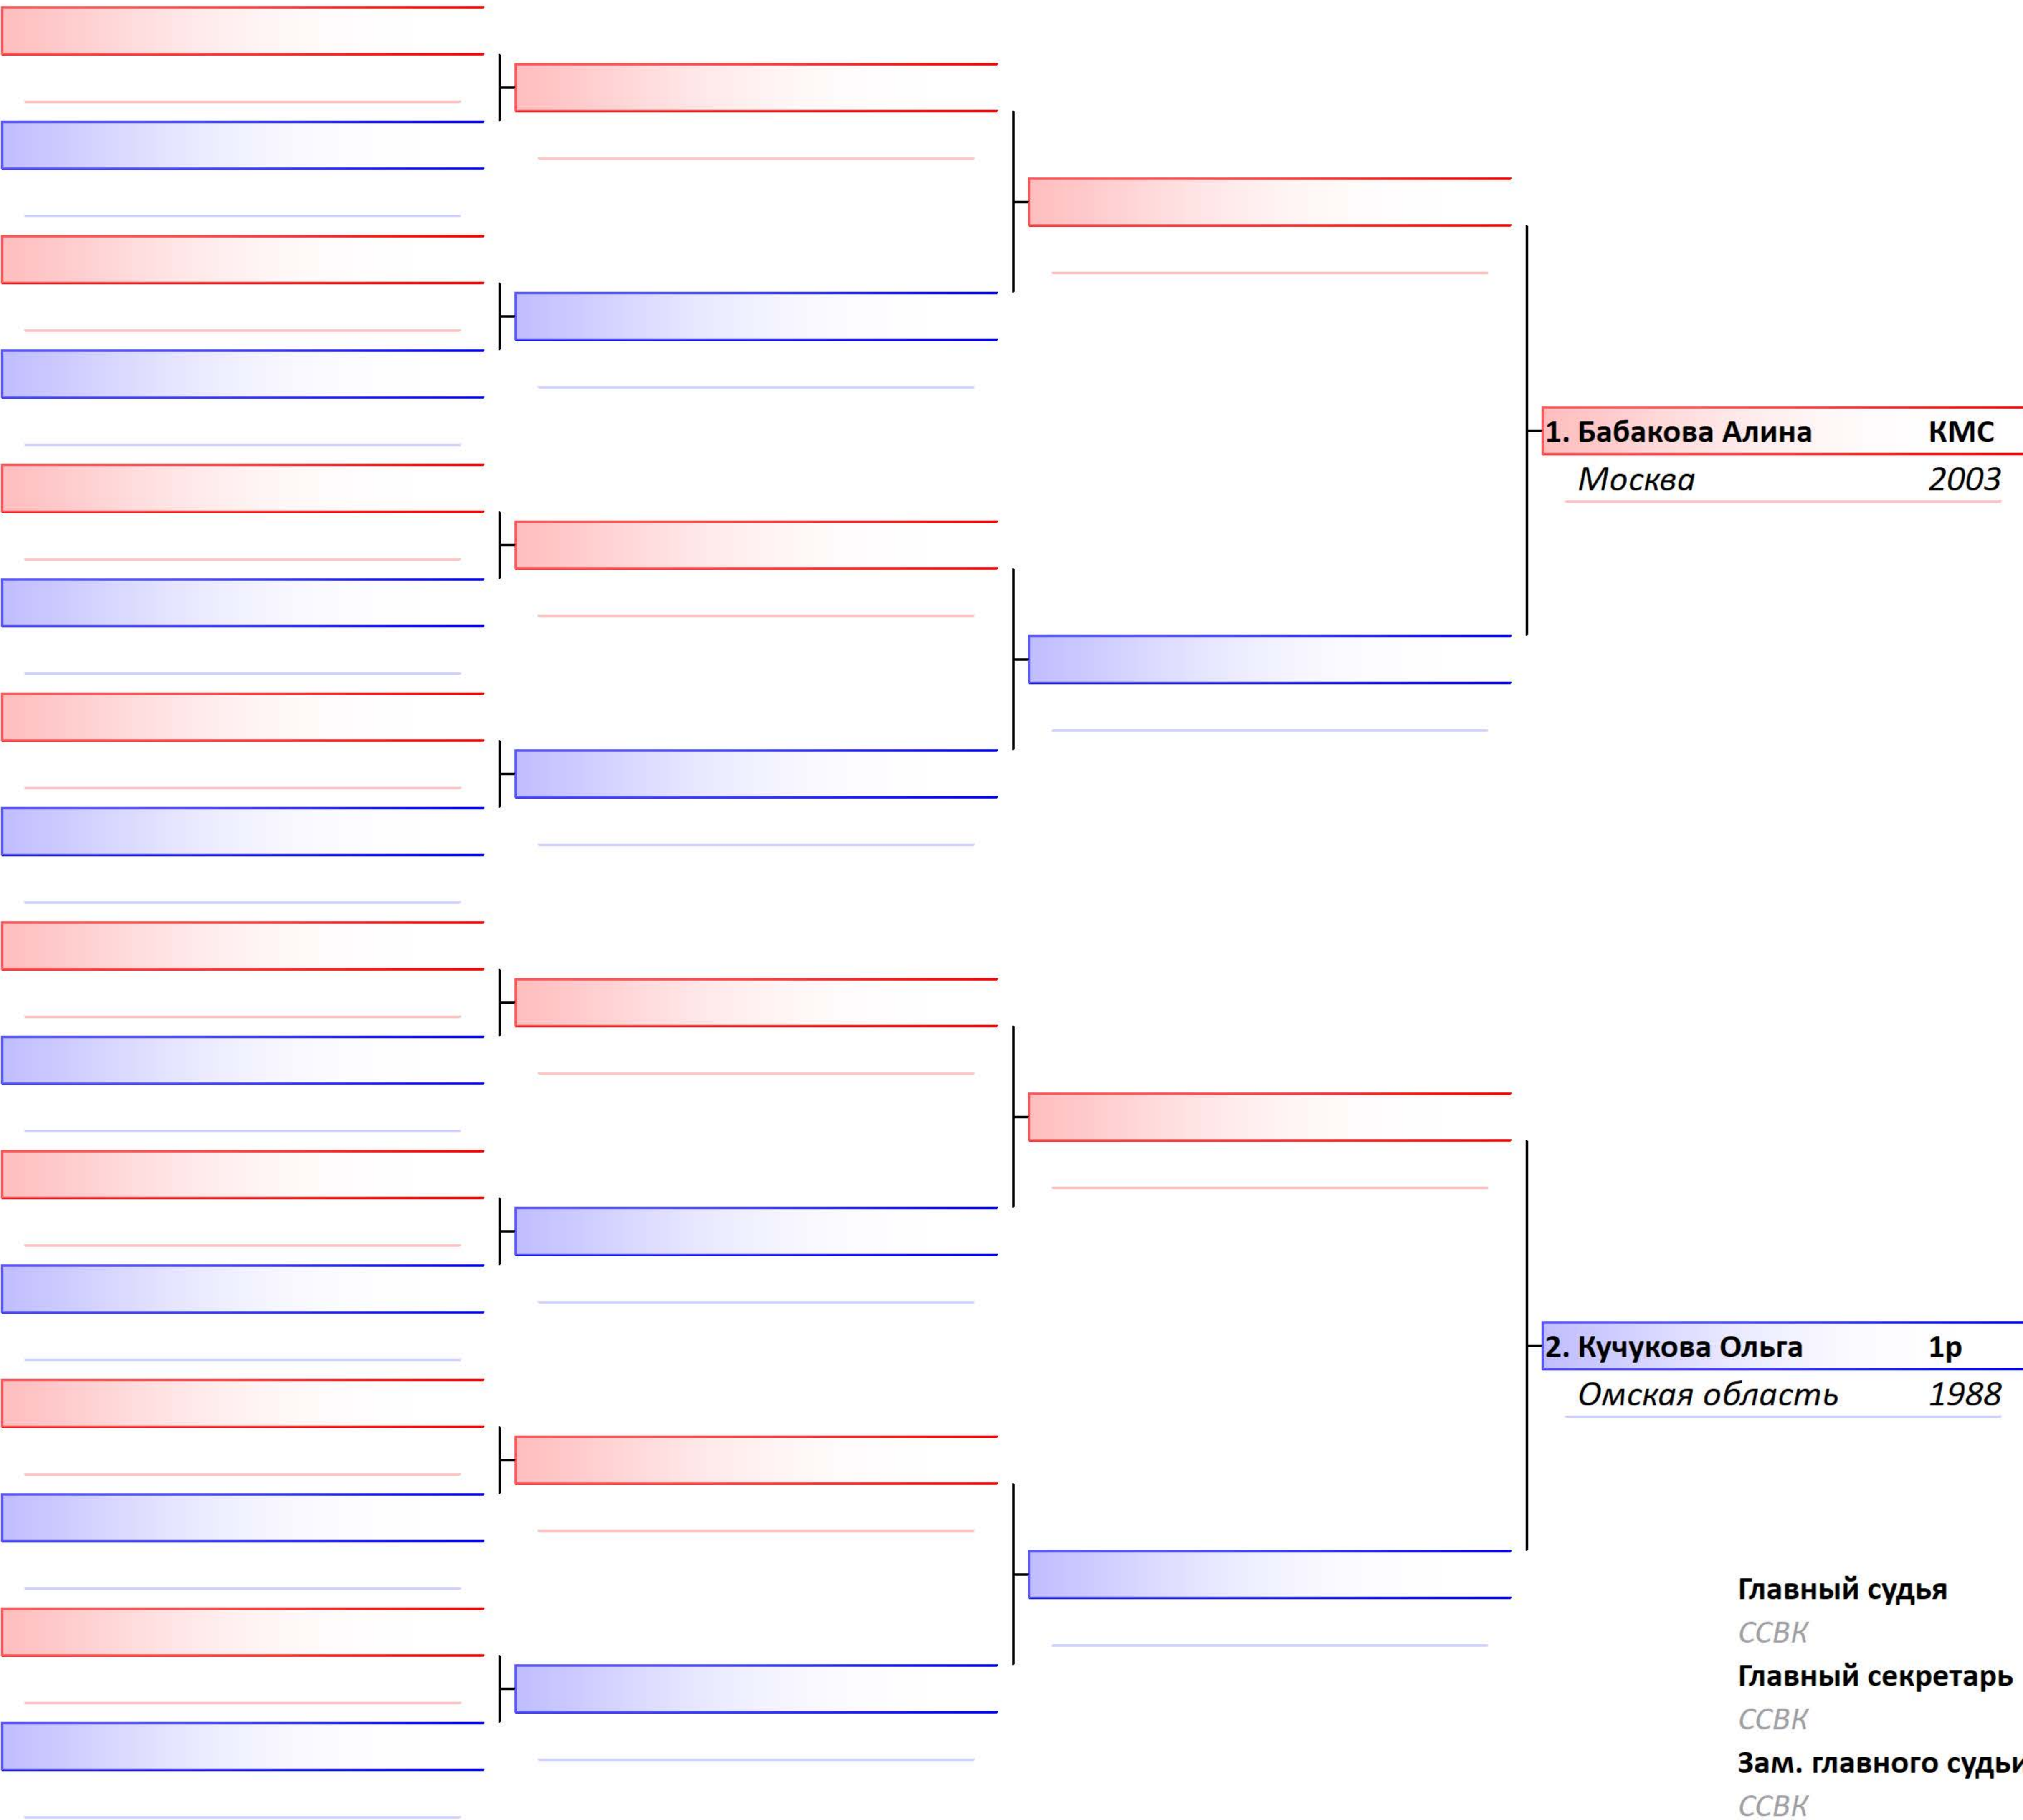 1. Бабакова Алина КМС
Москва 2003
2. Кучукова Ольга 1р
Омская область 1988
Главный судья
ССВК
Главный секретарь
ССВК
Зам. главного судьи
ССВК